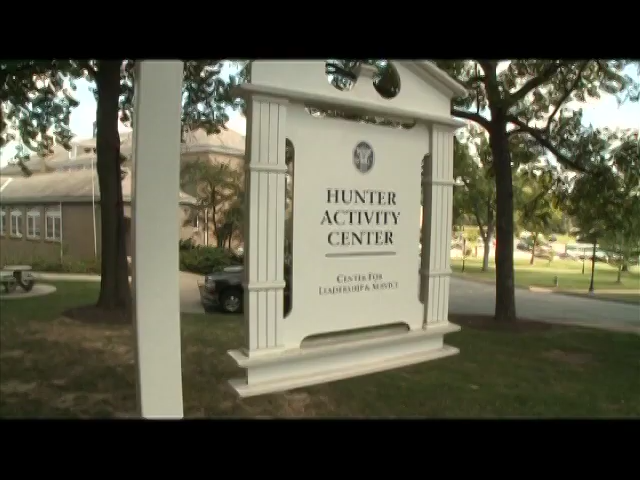 HUNTER
ACTIVITY
CENTER
CENTER FOR
LEADERSHIP & SERVICE